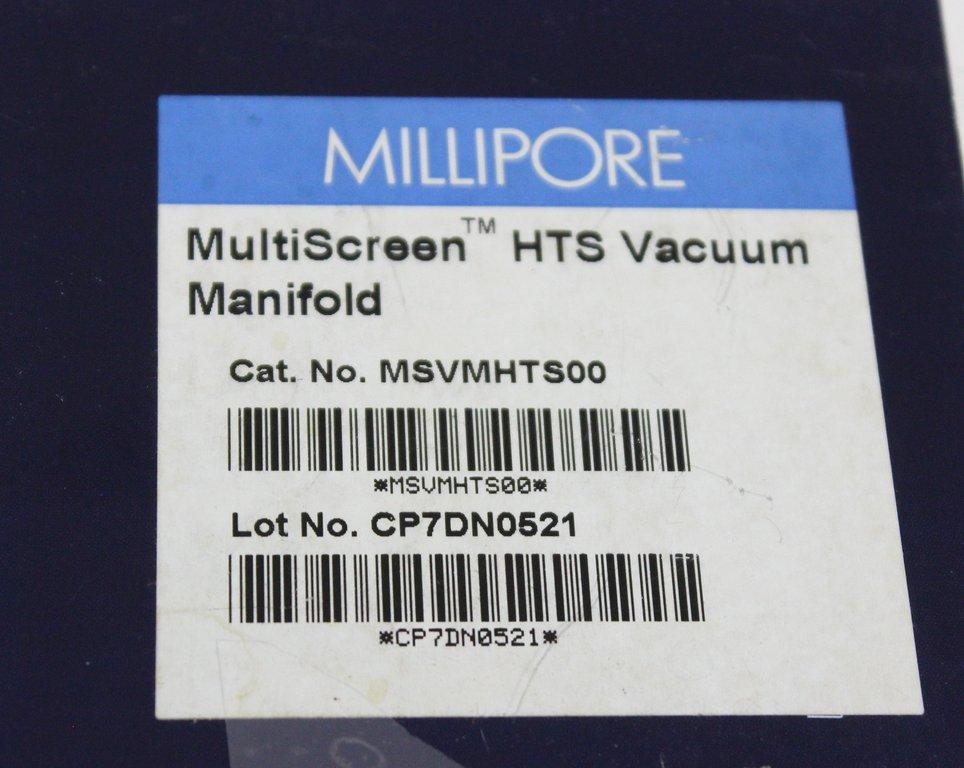 MILLIPORE
MultiScreen™ HTS Vacuum
Manifold
Cat. No. MSVMHTS00
*MSVMHTS00*
Lot No. CP7DN0521
*CP7DN0521*